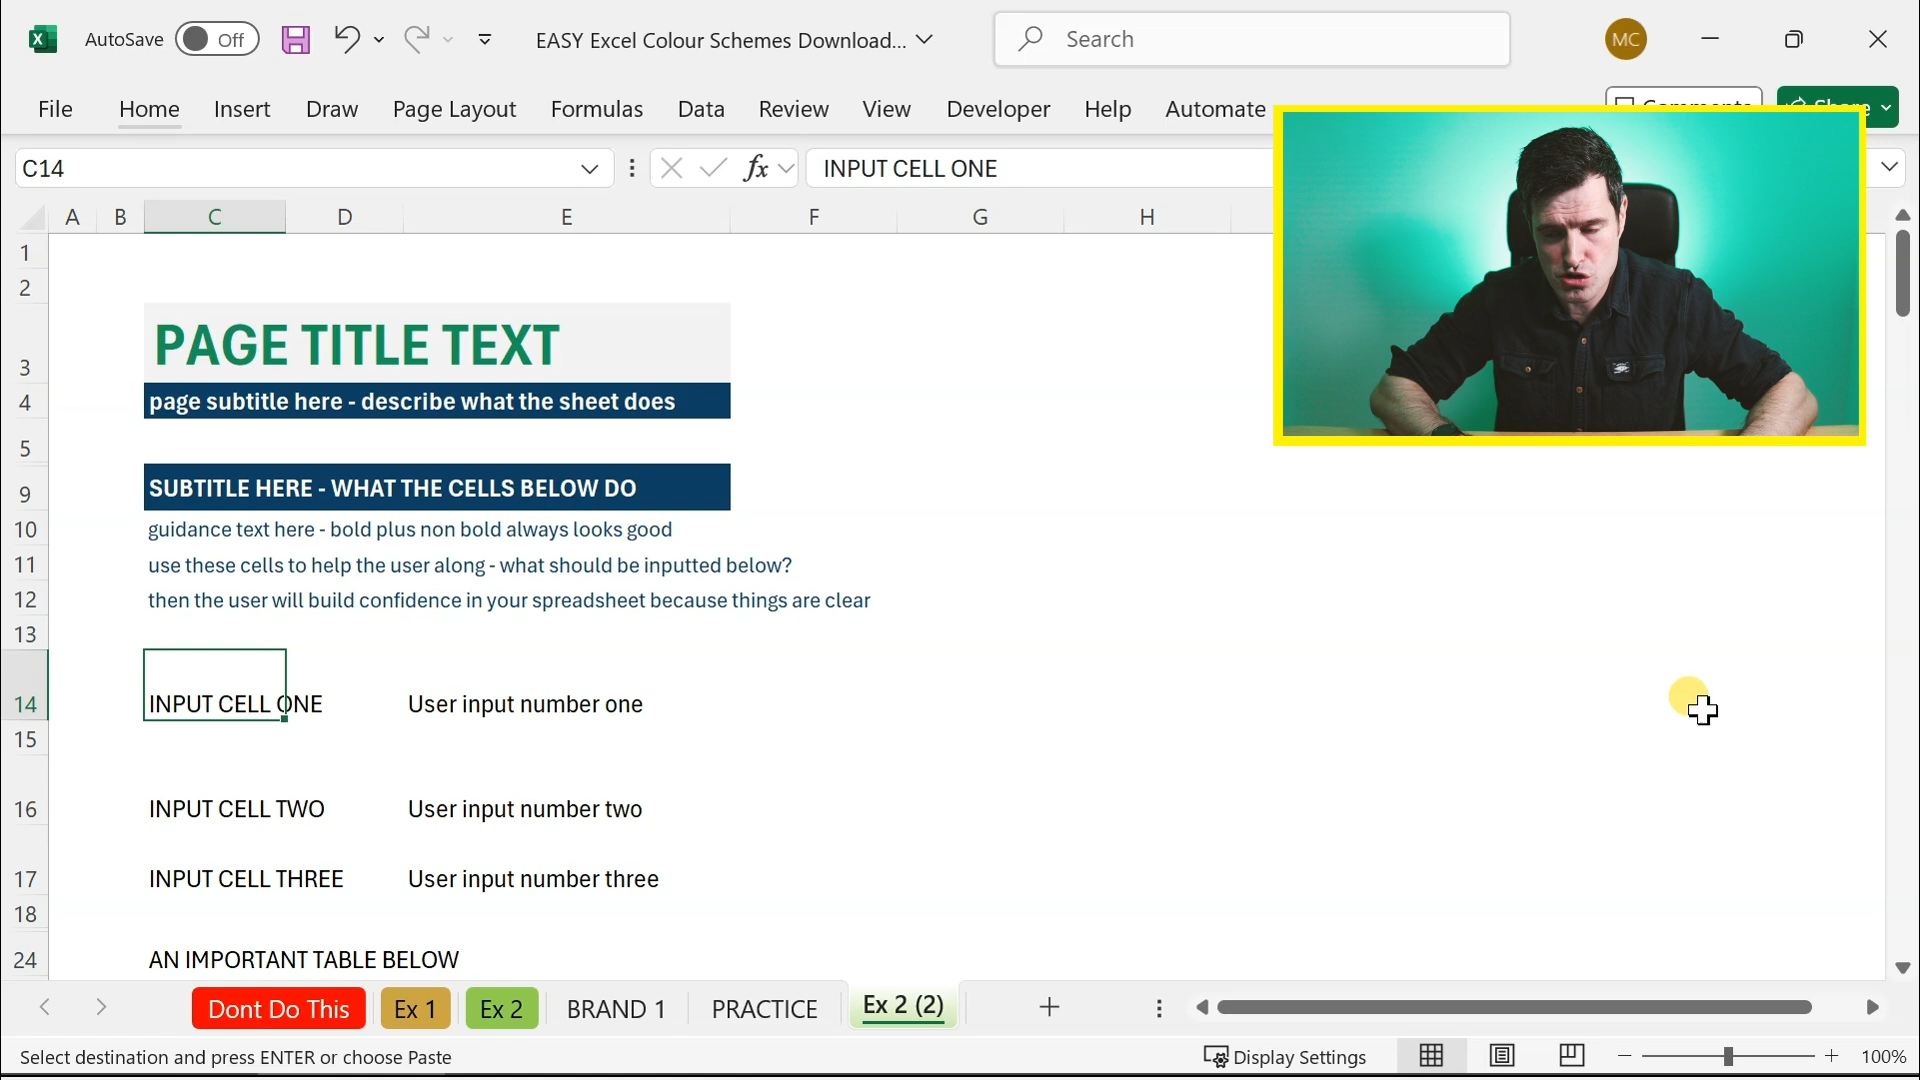 AutoSave Off EASY Excel Colour Schemes Download... Search MC
File Home Insert Draw Page Layout Formulas Data Review View Developer Help Automate Comments Share
C14 fx INPUT CELL ONE
A B C D E F G H
1
2
3 PAGE TITLE TEXT
4 page subtitle here - describe what the sheet does
5
9 SUBTITLE HERE - WHAT THE CELLS BELOW DO
10 guidance text here - bold plus non bold always looks good
11 use these cells to help the user along - what should be inputted below?
12 then the user will build confidence in your spreadsheet because things are clear
13
14 INPUT CELL ONE User input number one
15
16 INPUT CELL TWO User input number two
17 INPUT CELL THREE User input number three
18
24 AN IMPORTANT TABLE BELOW
Dont Do This Ex 1 Ex 2 BRAND 1 PRACTICE Ex 2 (2)
Select destination and press ENTER or choose Paste Display Settings 100%